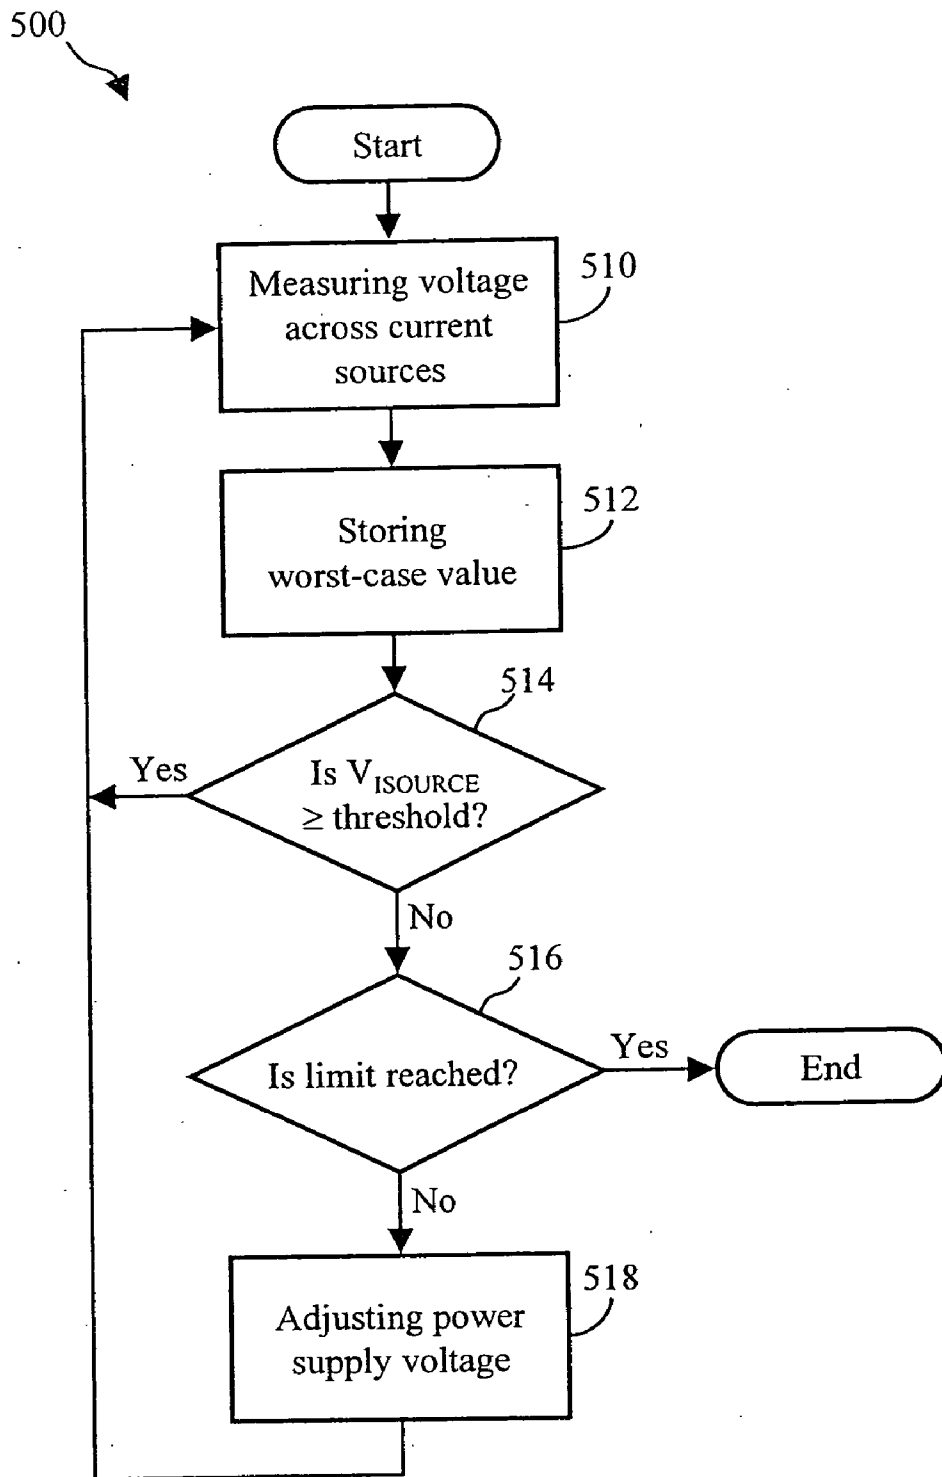 500
Start
Measuring voltage
across current
sources
510
Storing
worst-case value
512
514
Is V_ISOURCE
≥ threshold?
Yes
No
516
Is limit reached?
Yes
End
No
Adjusting power
supply voltage
518